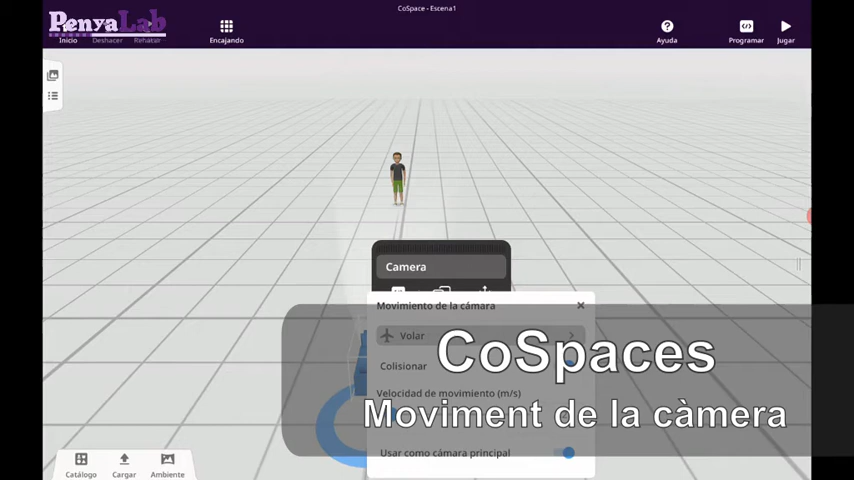 CoSpace - Escena1
PenyaLab
Inicio
Deshacer
Rehacer
Encajando
Ayuda
Programar
Jugar
Camera
Movimiento de la cámara
Volar
Colisionar
CoSpaces
Velocidad de movimiento (m/s)
Moviment de la càmera
Usar como cámara principal
Catálogo
Cargar
Ambiente